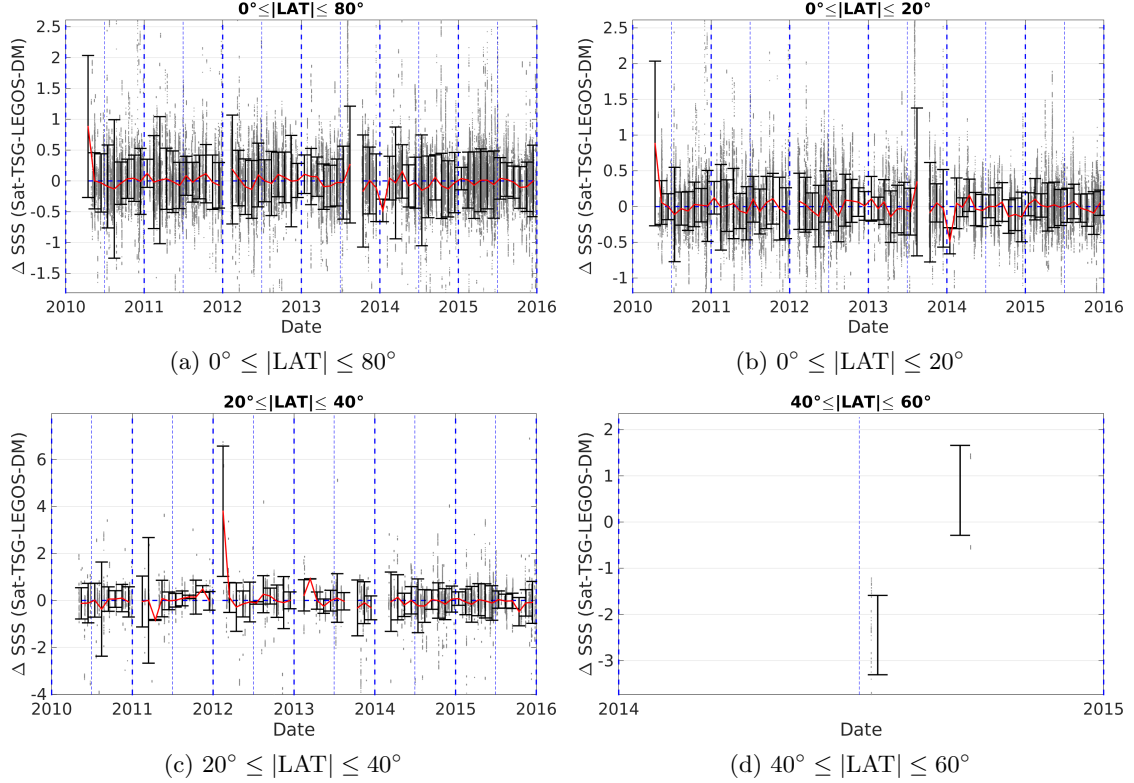 0°≤|LAT|≤ 80°
Δ SSS (Sat-TSG-LEGOS-DM)
2.5
2
1.5
1
0.5
0
-0.5
-1
-1.5
2010 2011 2012 2013 2014 2015 2016
Date
(a) 0° ≤ |LAT| ≤ 80°
0°≤|LAT|≤ 20°
Δ SSS (Sat-TSG-LEGOS-DM)
2.5
2
1.5
1
0.5
0
-0.5
-1
2010 2011 2012 2013 2014 2015 2016
Date
(b) 0° ≤ |LAT| ≤ 20°
20°≤|LAT|≤ 40°
Δ SSS (Sat-TSG-LEGOS-DM)
6
4
2
0
-2
-4
2010 2011 2012 2013 2014 2015 2016
Date
(c) 20° ≤ |LAT| ≤ 40°
40°≤|LAT|≤ 60°
Δ SSS (Sat-TSG-LEGOS-DM)
2
1
0
-1
-2
-3
2014 2015
Date
(d) 40° ≤ |LAT| ≤ 60°